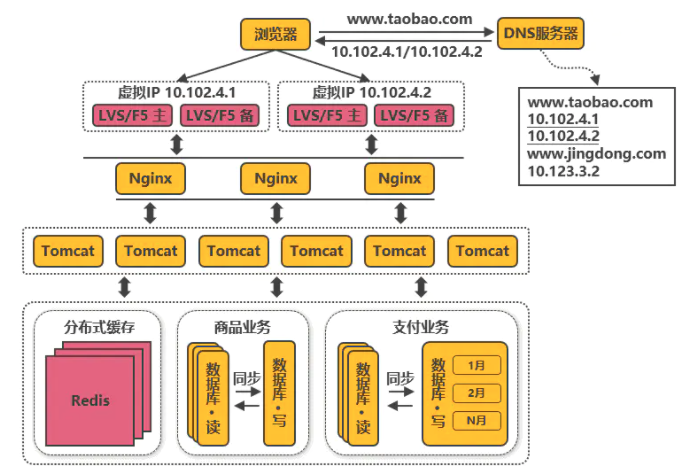 www.taobao.com
浏览器
DNS服务器
10.102.4.1/10.102.4.2
虚拟IP 10.102.4.1
LVS/F5 主
LVS/F5 备
虚拟IP 10.102.4.2
LVS/F5 主
LVS/F5 备
www.taobao.com
10.102.4.1
10.102.4.2
www.jingdong.com
10.123.3.2
Nginx
Nginx
Nginx
Tomcat
Tomcat
Tomcat
Tomcat
Tomcat
Tomcat
分布式缓存
Redis
商品业务
数据库·读
同步
数据库·写
支付业务
数据库·读
同步
数据库·写
1月
2月
N月